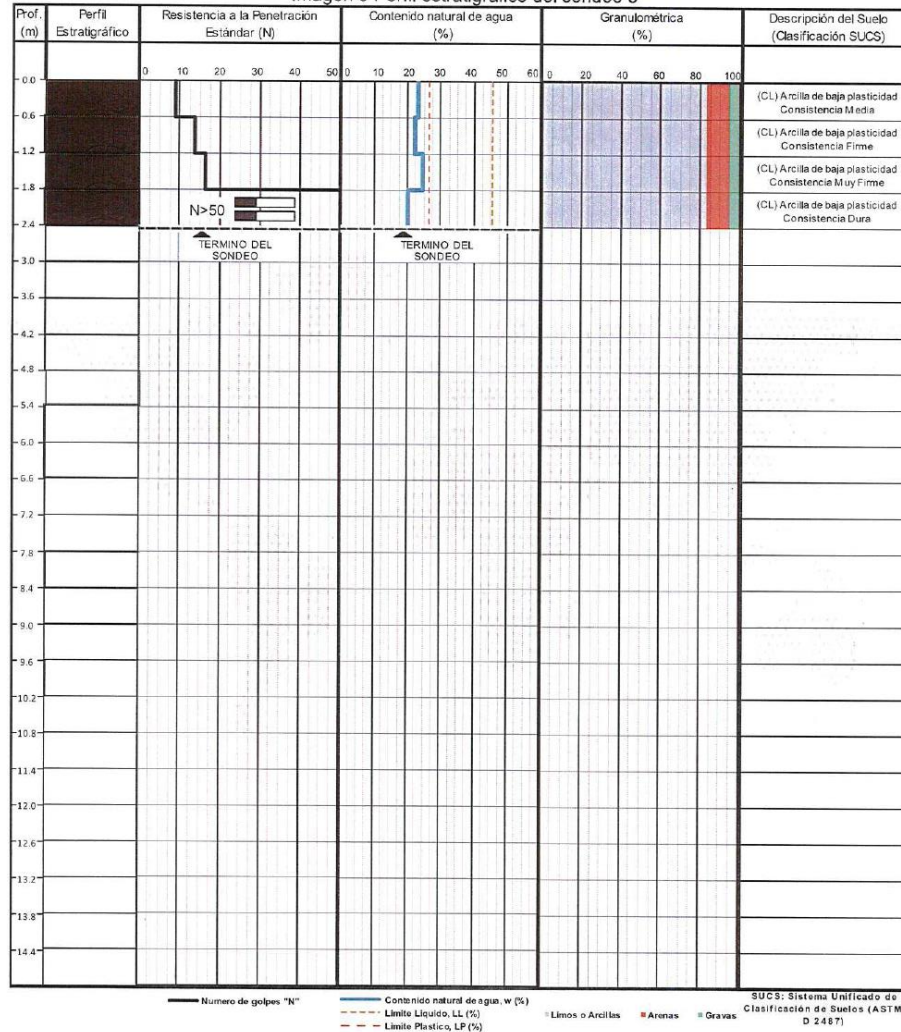 Prof.
(m)
Perfil
Estratigráfico
Resistencia a la Penetración
Estándar (N)
Contenido natural de agua
(%)
Granulométrica
(%)
Descripción del Suelo
(Clasificación SUCS)
0 10 20 30 40 50
0 10 20 30 40 50 60
0 20 40 60 80 100
0.0
0.6
1.2
1.8
2.4
3.0
3.6
4.2
4.8
5.4
6.0
6.6
7.2
7.8
8.4
9.0
9.6
10.2
10.8
11.4
12.0
12.6
13.2
13.8
14.4
N>50
TERMINO DEL
SONDEO
TERMINO DEL
SONDEO
(CL) Arcilla de baja plasticidad
Consistencia Media
(CL) Arcilla de baja plasticidad
Consistencia Firme
(CL) Arcilla de baja plasticidad
Consistencia Muy Firme
(CL) Arcilla de baja plasticidad
Consistencia Dura
Numero de golpes "N"
Contenido natural de agua, w (%)
Limite Liquido, LL (%)
Limite Plastico, LP (%)
Limos o Arcillas
Arenas
Gravas
SUCS: Sistema Unificado de
Clasificación de Suelos (ASTM
D 2487)